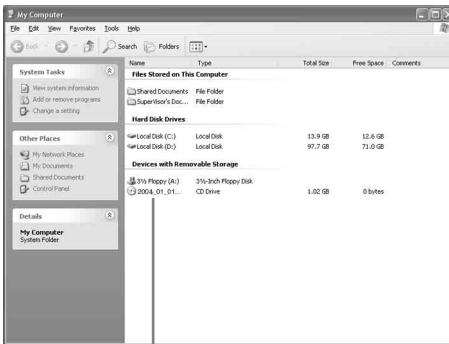 My Computer
File Edit View Favorites Tools Help
Back Search Folders
Name Type Total Size Free Space Comments
System Tasks
View system information
Add or remove programs
Change a setting
Other Places
My Network Places
My Documents
Shared Documents
Control Panel
Details
My Computer
System Folder
Files Stored on This Computer
Shared Documents File Folder
SuperVisor's Doc... File Folder
Hard Disk Drives
Local Disk (C:) Local Disk 13.9 GB 12.6 GB
Local Disk (D:) Local Disk 97.7 GB 71.0 GB
Devices with Removable Storage
3½ Floppy (A:) 3½-Inch Floppy Disk
2004_01_01... CD Drive 1.02 GB 0 bytes